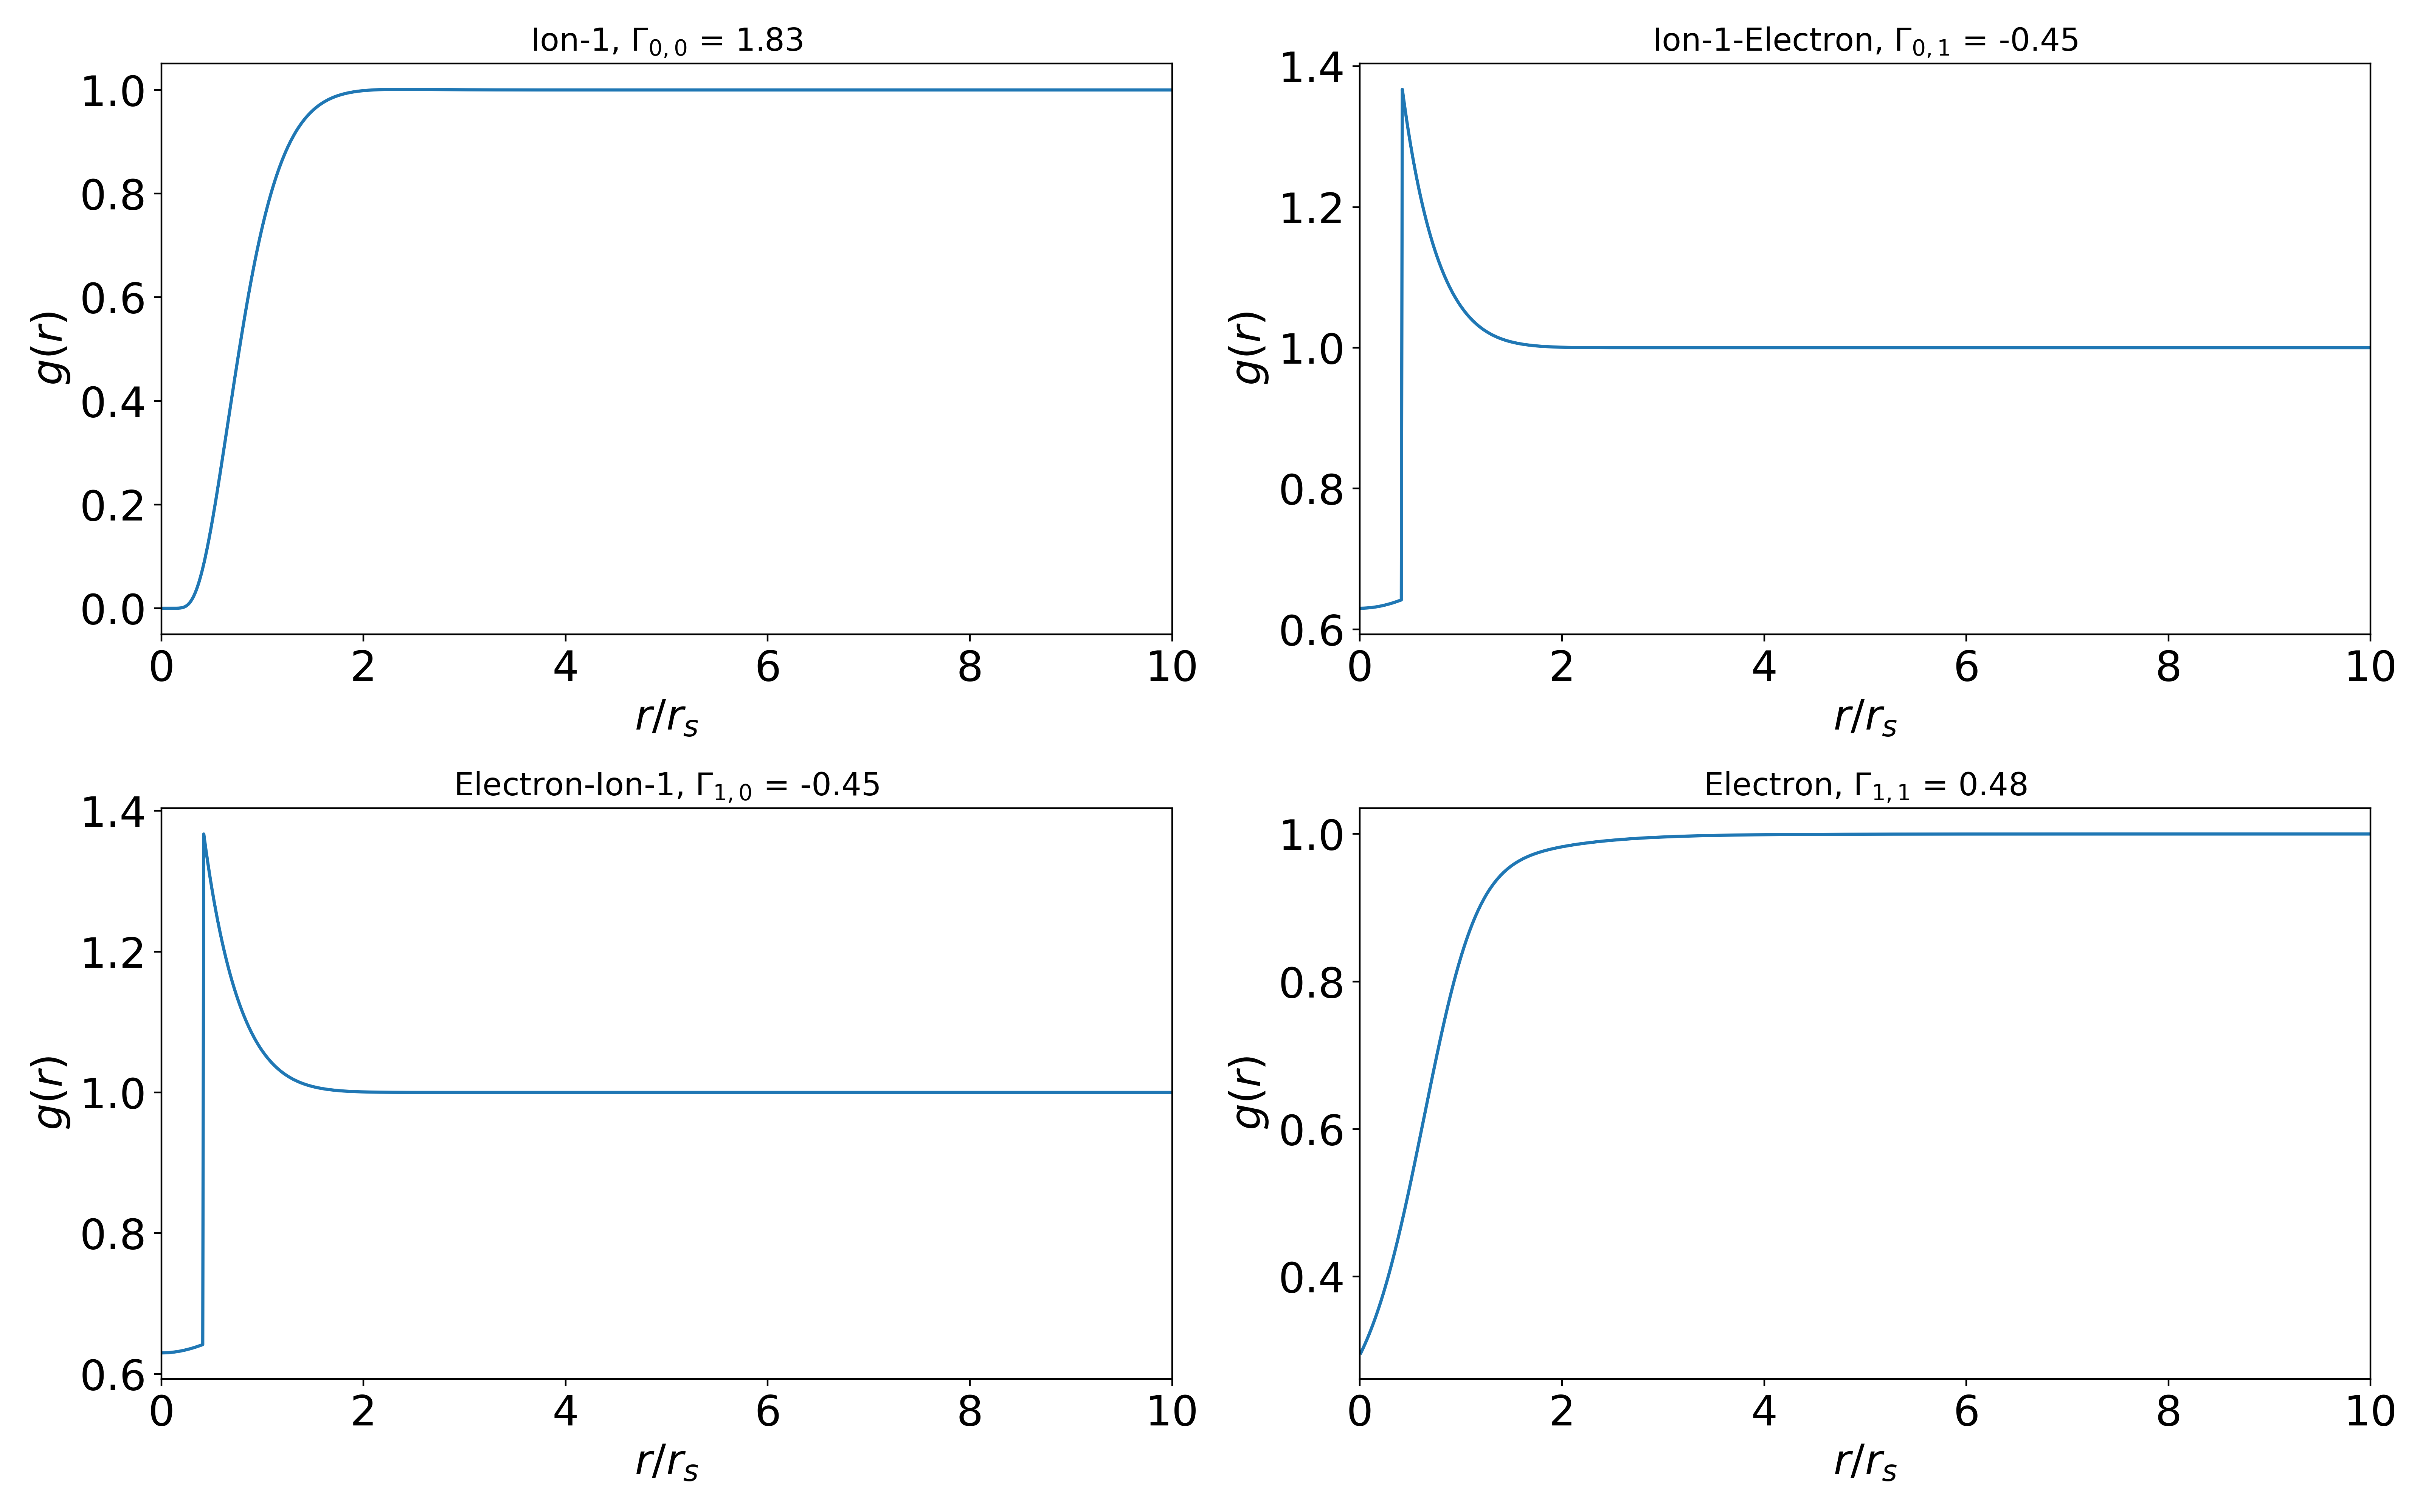 Ion-1, Γ0,0 = 1.83
g(r)
1.0
0.8
0.6
0.4
0.2
0.0
0 2 4 6 8 10
r/rs
Ion-1-Electron, Γ0,1 = -0.45
g(r)
1.4
1.2
1.0
0.8
0.6
0 2 4 6 8 10
r/rs
Electron-Ion-1, Γ1,0 = -0.45
g(r)
1.4
1.2
1.0
0.8
0.6
0 2 4 6 8 10
r/rs
Electron, Γ1,1 = 0.48
g(r)
1.0
0.8
0.6
0.4
0 2 4 6 8 10
r/rs